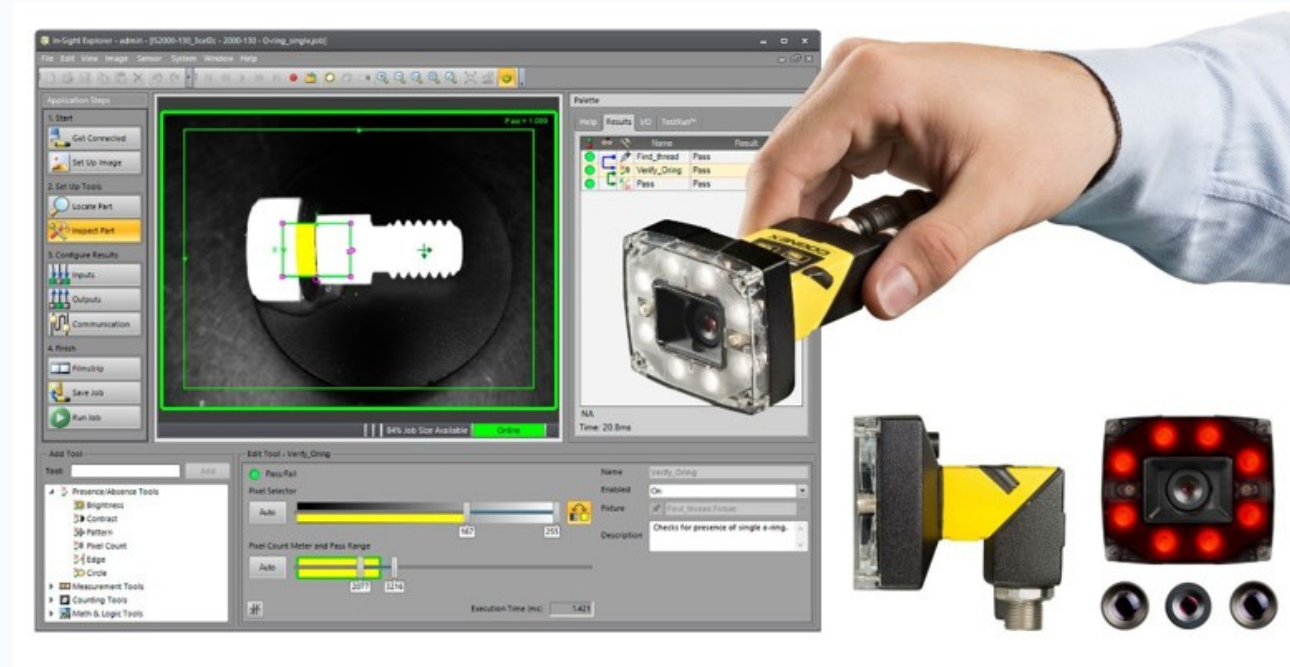 In-Sight Explorer - admin - [IS2000-130_3ce02c - 2000-130 - O-ring_single.job]
File Edit View Image Sensor System Window Help
Application Steps
1. Start
Get Connected
Set Up Image
2. Set Up Tools
Locate Part
Inspect Part
3. Configure Results
Inputs
Outputs
Communication
4. Finish
Filmstrip
Save Job
Run Job
Pass = 1.000
84% Job Size Available
Online
Palette
Help Results I/O TestRun™
Name Result
Find_thread Pass
Verify_Oring Pass
Pass Pass
NA
Time: 20.8ms
COGNEX
Add Tool
Tool:
Add
Presence/Absence Tools
Brightness
Contrast
Pattern
Pixel Count
Edge
Circle
Measurement Tools
Counting Tools
Math & Logic Tools
Edit Tool - Verify_Oring
Pass/Fail
Pixel Selector
Auto
167 255
Pixel Count Meter and Pass Range
Auto
2077 3216
Execution Time (ms) 1.421
Name Verify_Oring
Enabled On
Fixture Find_thread.Fixture
Description Checks for presence of single o-ring.